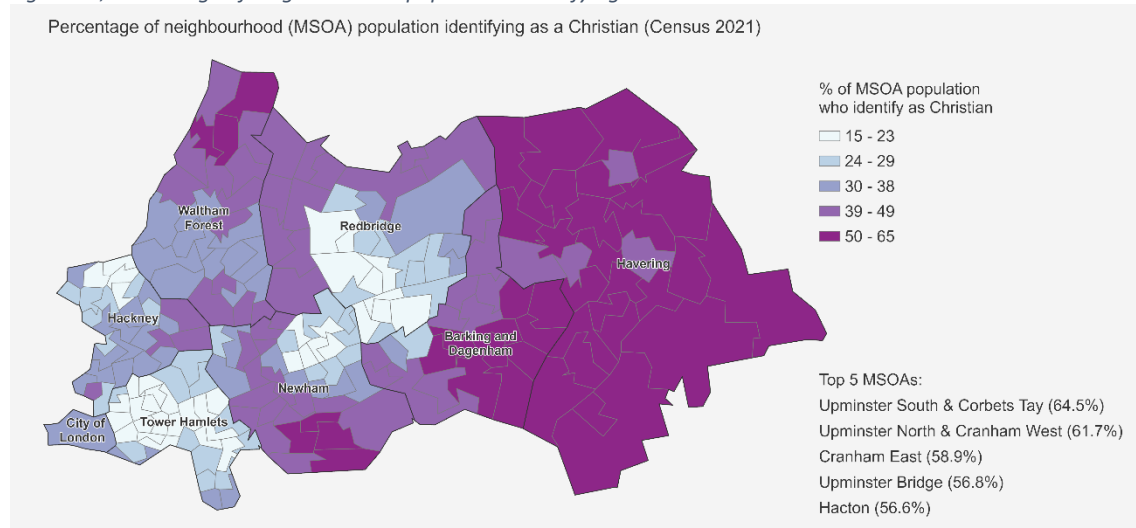 Percentage of neighbourhood (MSOA) population identifying as a Christian (Census 2021)
% of MSOA population
who identify as Christian
15 - 23
24 - 29
30 - 38
39 - 49
50 - 65
Waltham
Forest
Redbridge
Havering
Hackney
Barking and
Dagenham
Newham
City of
London
Tower Hamlets
Top 5 MSOAs:
Upminster South & Corbets Tay (64.5%)
Upminster North & Cranham West (61.7%)
Cranham East (58.9%)
Upminster Bridge (56.8%)
Hacton (56.6%)